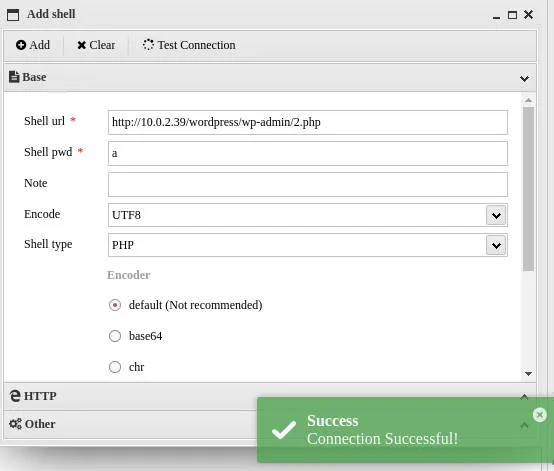 Add shell
Add Clear Test Connection
Base
Shell url * http://10.0.2.39/wordpress/wp-admin/2.php
Shell pwd * a
Note
Encode UTF8
Shell type PHP
Encoder
default (Not recommended)
base64
chr
HTTP
Other
Success
Connection Successful!